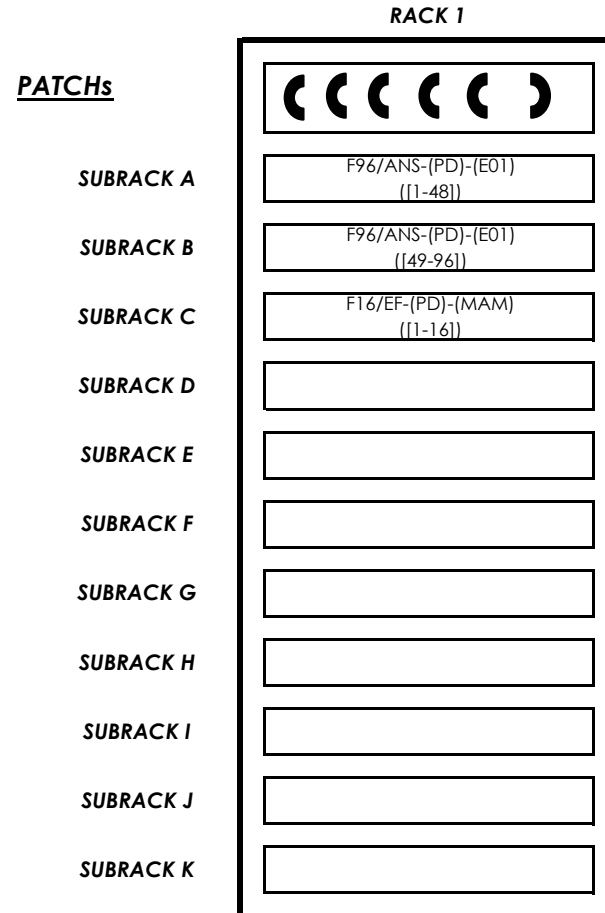 RACK 1
PATCHs
SUBRACK A
F96/ANS-(PD)-(E01)
([1-48])
SUBRACK B
F96/ANS-(PD)-(E01)
([49-96])
SUBRACK C
F16/EF-(PD)-(MAM)
([1-16])
SUBRACK D
SUBRACK E
SUBRACK F
SUBRACK G
SUBRACK H
SUBRACK I
SUBRACK J
SUBRACK K